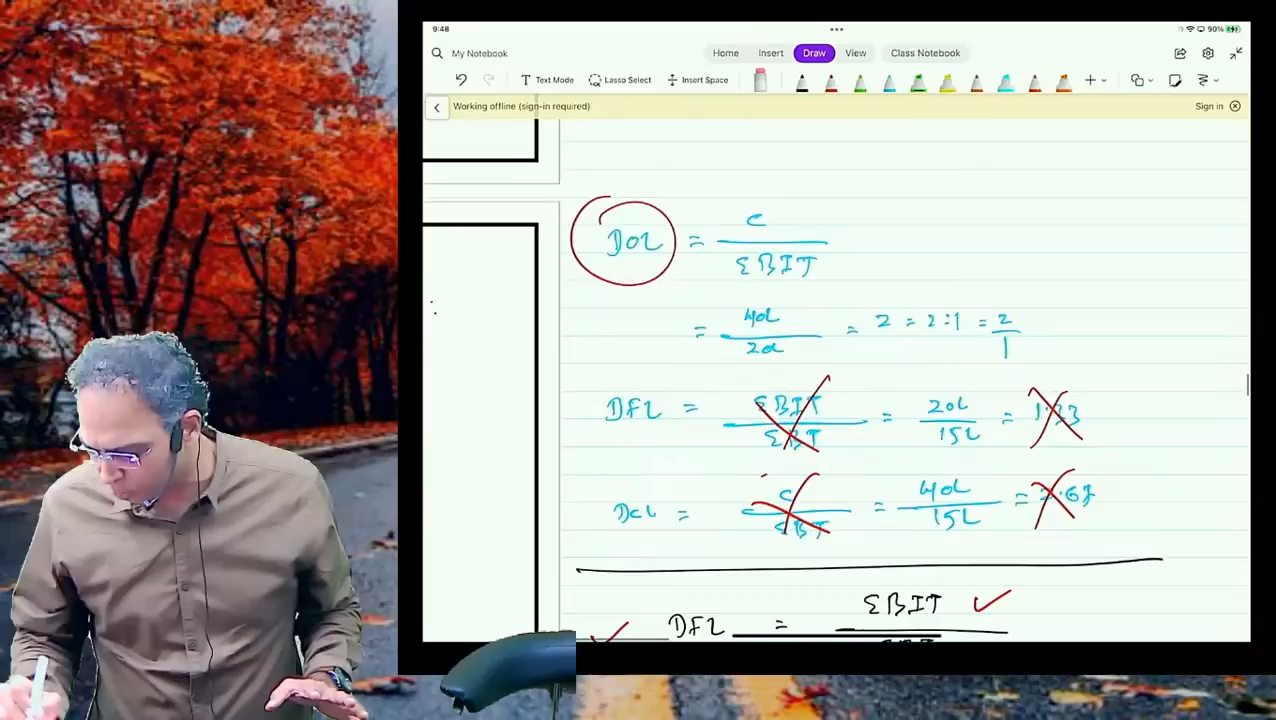 9:48
90%
My Notebook
Home Insert Draw View Class Notebook
Text Mode Lasso Select Insert Space
Working offline (sign-in required) Sign in
DOL = C
EBIT
= 40L = 2 = 2:1 = 2
20L 1
DFL = EBIT = 20L = 1.33
EBT 15L
DCL = C = 40L = 2.67
EBT 15L
EBIT
DFL =